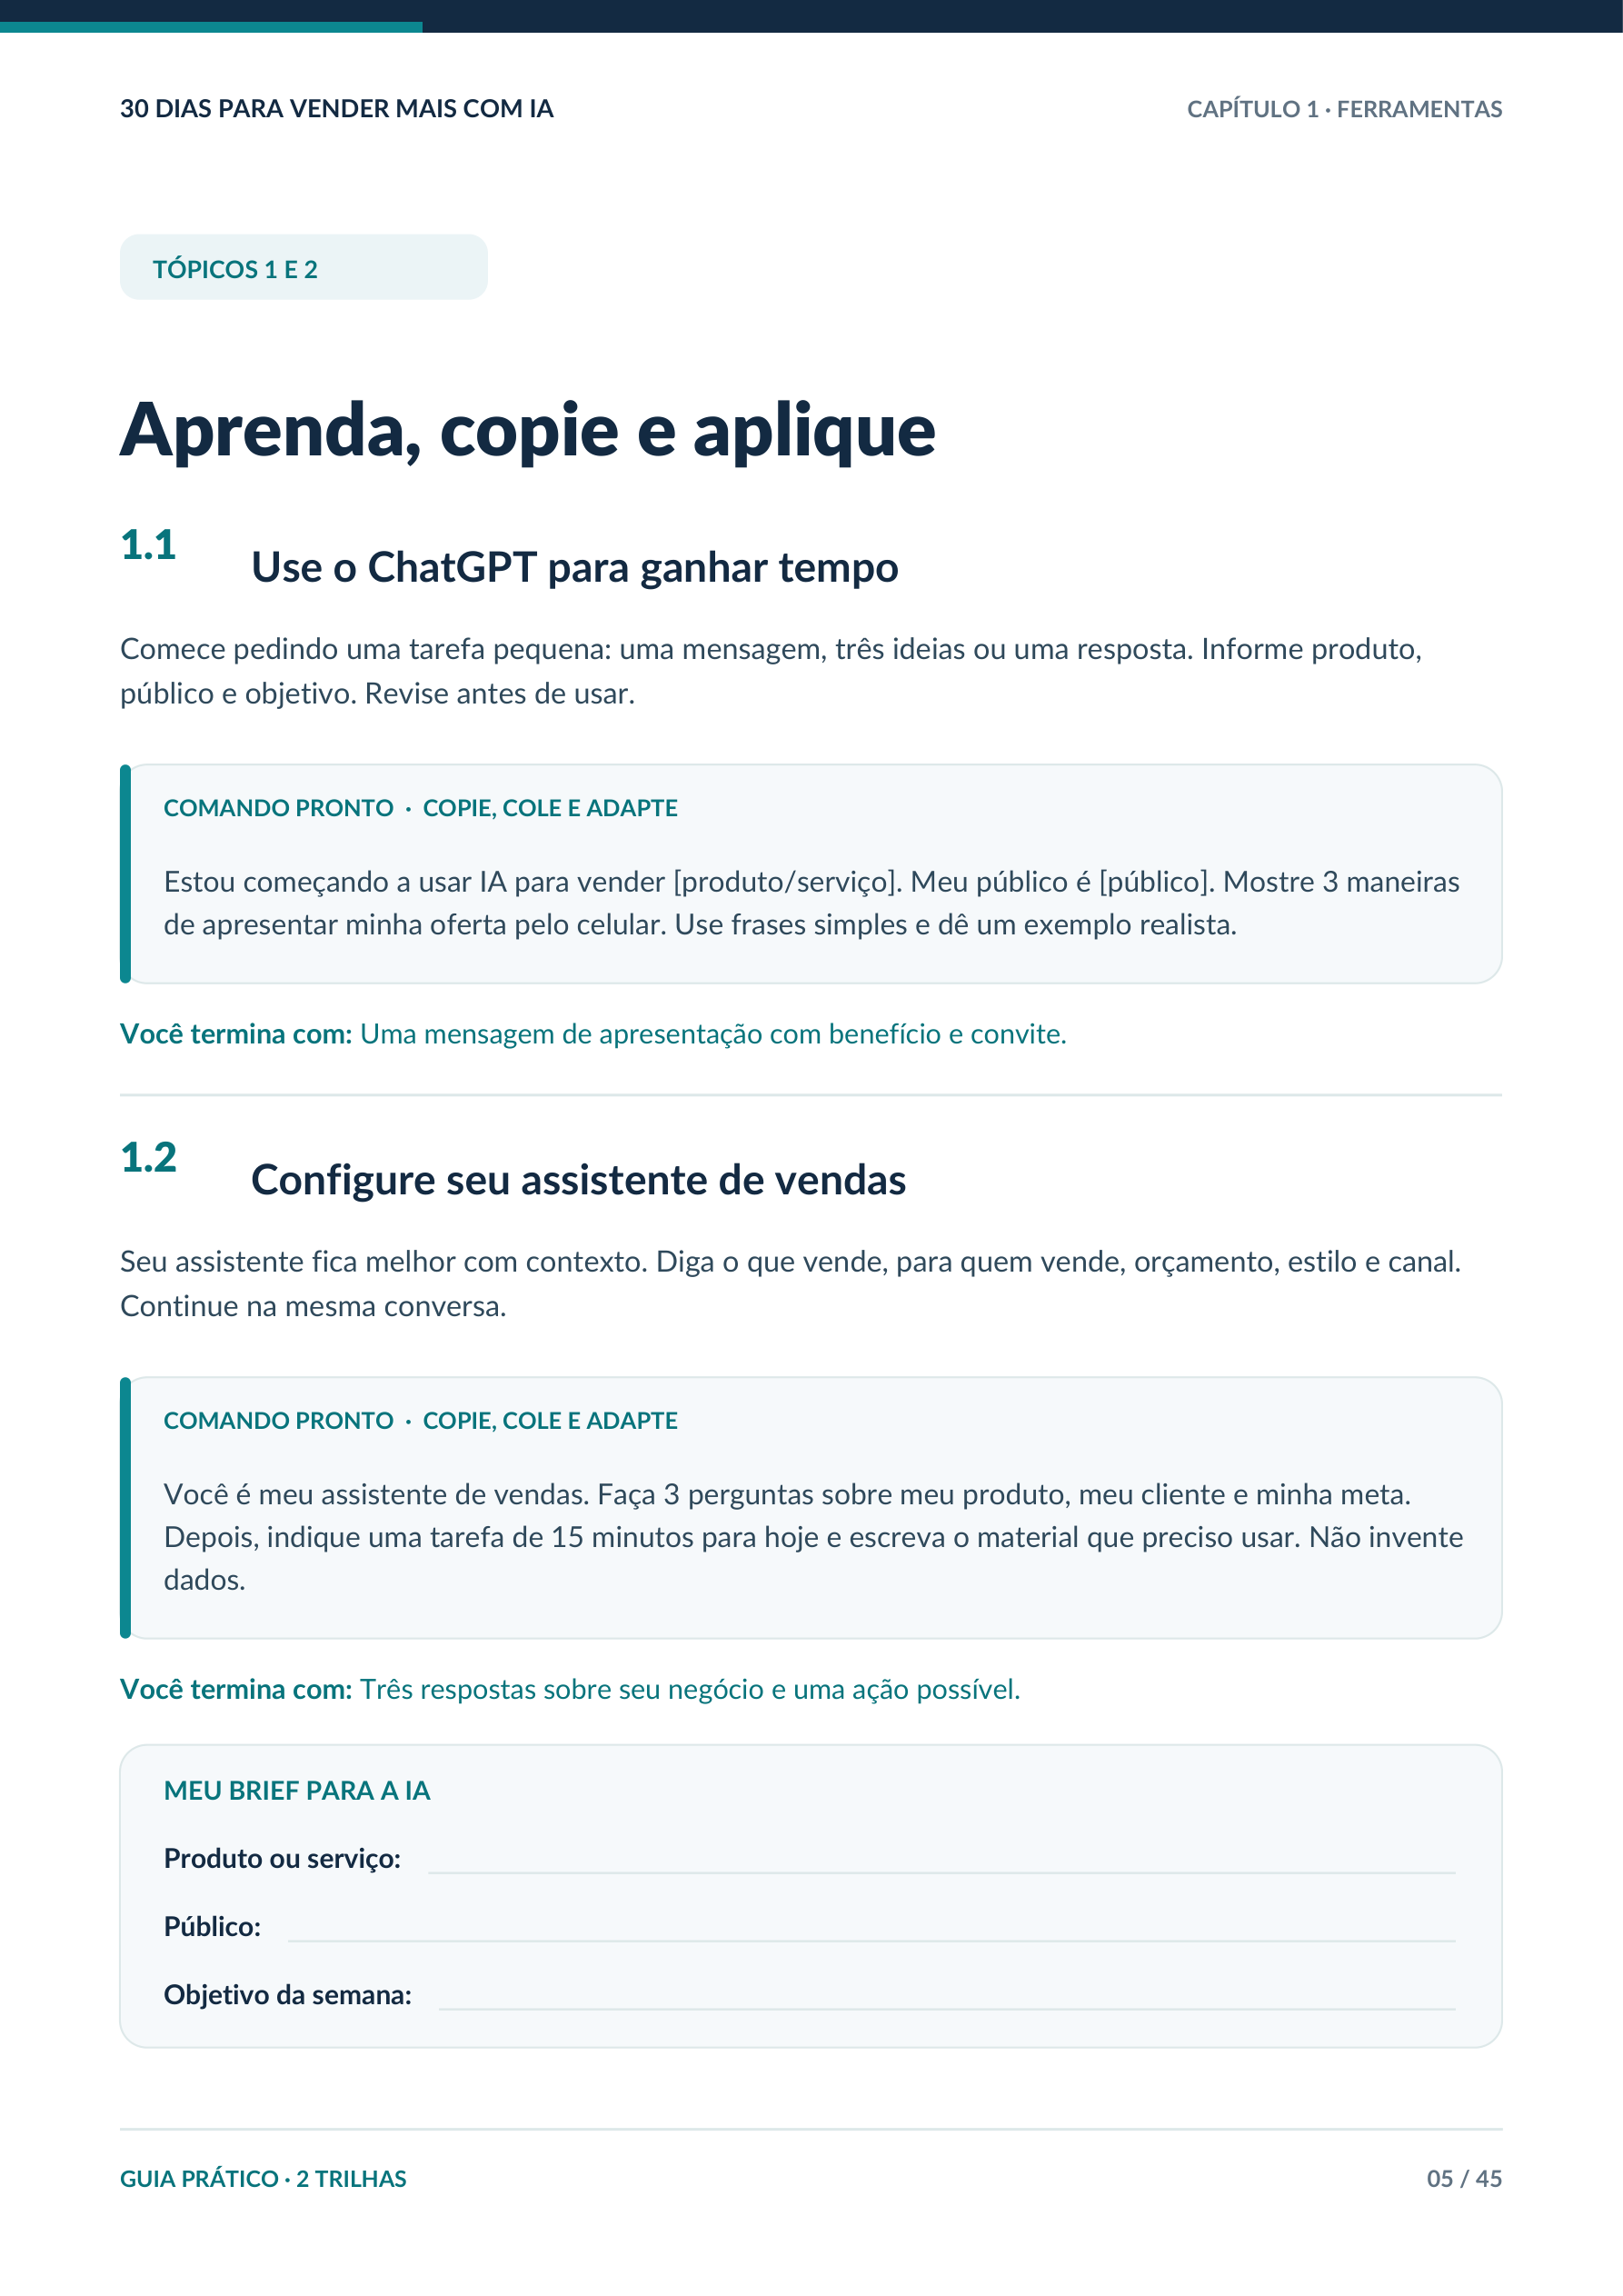 30 DIAS PARA VENDER MAIS COM IA
CAPÍTULO 1 · FERRAMENTAS
TÓPICOS 1 E 2
Aprenda, copie e aplique
1.1
Use o ChatGPT para ganhar tempo
Comece pedindo uma tarefa pequena: uma mensagem, três ideias ou uma resposta. Informe produto,
público e objetivo. Revise antes de usar.
COMANDO PRONTO · COPIE, COLE E ADAPTE
Estou começando a usar IA para vender [produto/serviço]. Meu público é [público]. Mostre 3 maneiras
de apresentar minha oferta pelo celular. Use frases simples e dê um exemplo realista.
Você termina com: Uma mensagem de apresentação com benefício e convite.
1.2
Configure seu assistente de vendas
Seu assistente fica melhor com contexto. Diga o que vende, para quem vende, orçamento, estilo e canal.
Continue na mesma conversa.
COMANDO PRONTO · COPIE, COLE E ADAPTE
Você é meu assistente de vendas. Faça 3 perguntas sobre meu produto, meu cliente e minha meta.
Depois, indique uma tarefa de 15 minutos para hoje e escreva o material que preciso usar. Não invente
dados.
Você termina com: Três respostas sobre seu negócio e uma ação possível.
MEU BRIEF PARA A IA
Produto ou serviço:
Público:
Objetivo da semana:
GUIA PRÁTICO · 2 TRILHAS
05 / 45